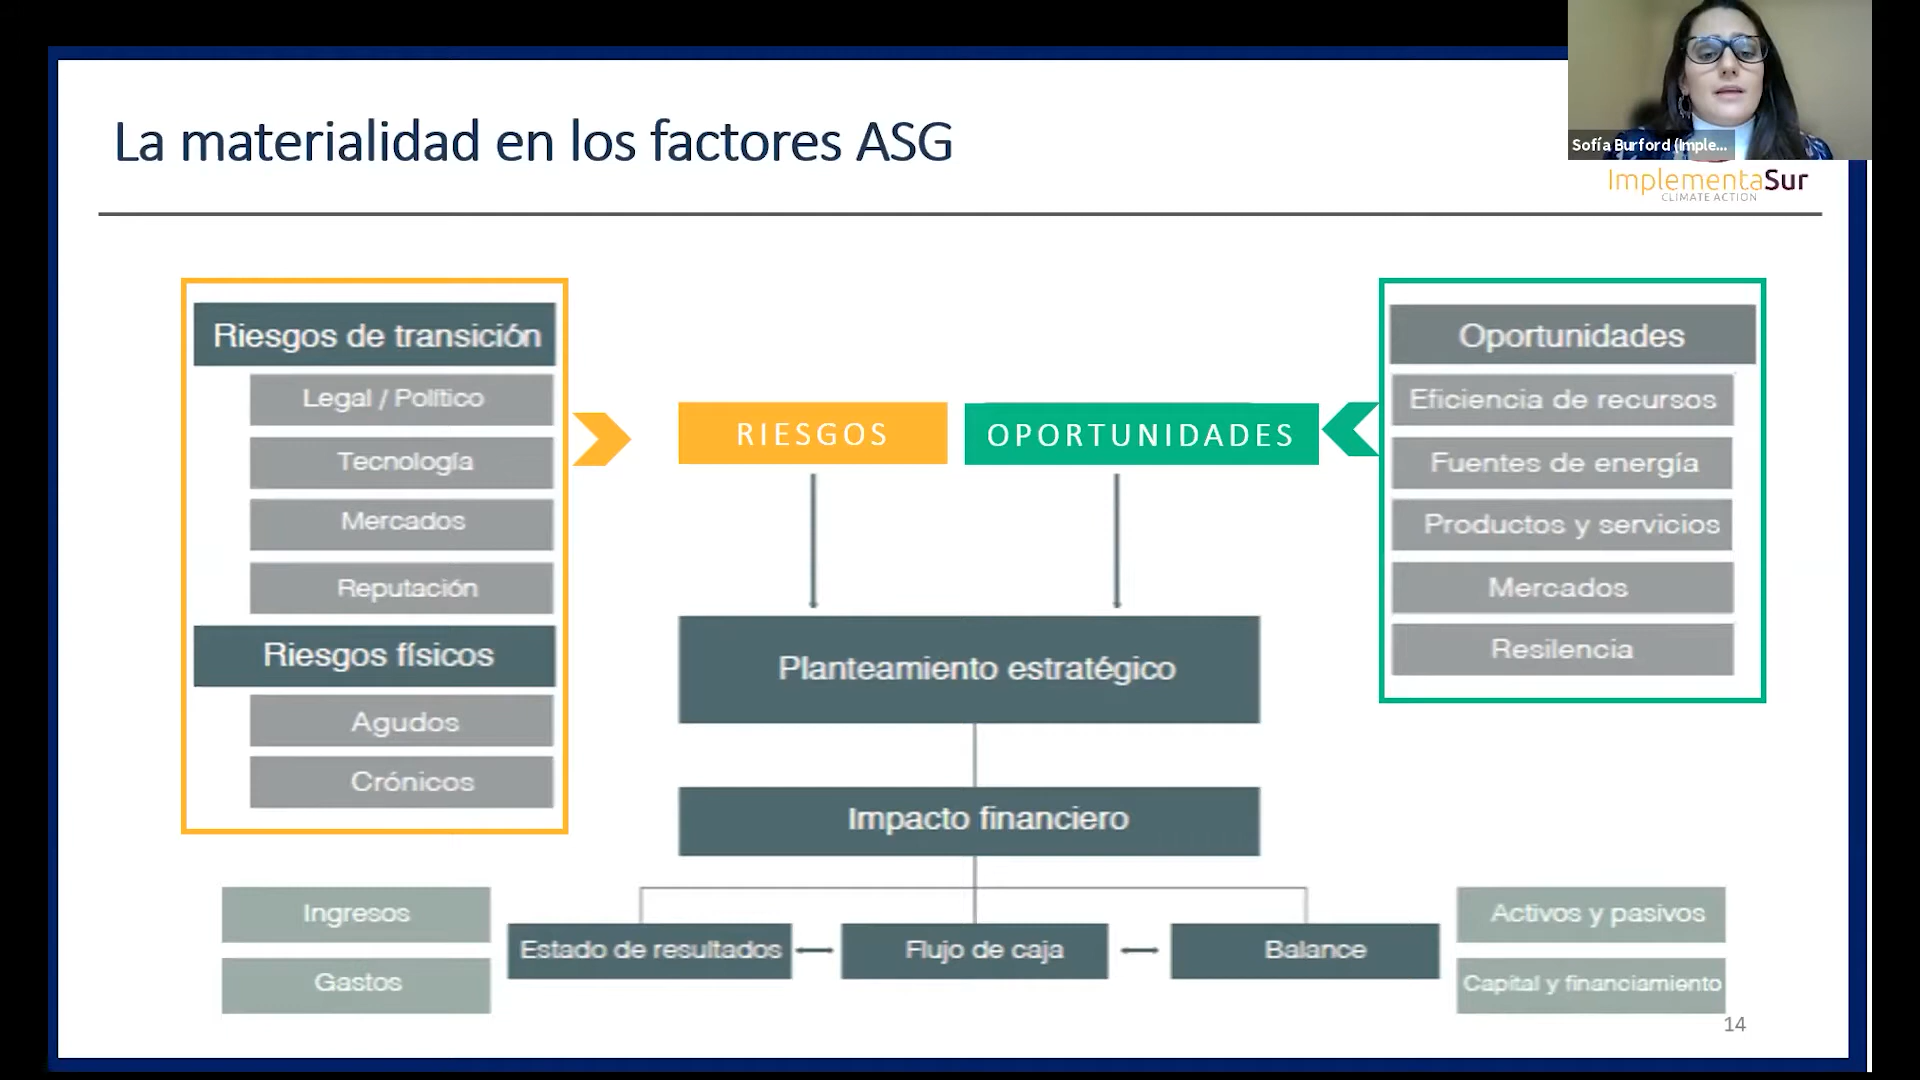 La materialidad en los factores ASG
Sofía Burford (Imple...
ImplementaSur
CLIMATE ACTION
Riesgos de transición
Legal / Político
Tecnología
Mercados
Reputación
Riesgos físicos
Agudos
Crónicos
RIESGOS
OPORTUNIDADES
Oportunidades
Eficiencia de recursos
Fuentes de energía
Productos y servicios
Mercados
Resilencia
Planteamiento estratégico
Impacto financiero
Ingresos
Gastos
Estado de resultados
Flujo de caja
Balance
Activos y pasivos
Capital y financiamiento
14